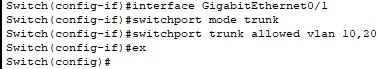 Switch(config-if)#interface GigabitEthernet0/1
Switch(config-if)#switchport mode trunk
Switch(config-if)#switchport trunk allowed vlan 10,20
Switch(config-if)#ex
Switch(config)#